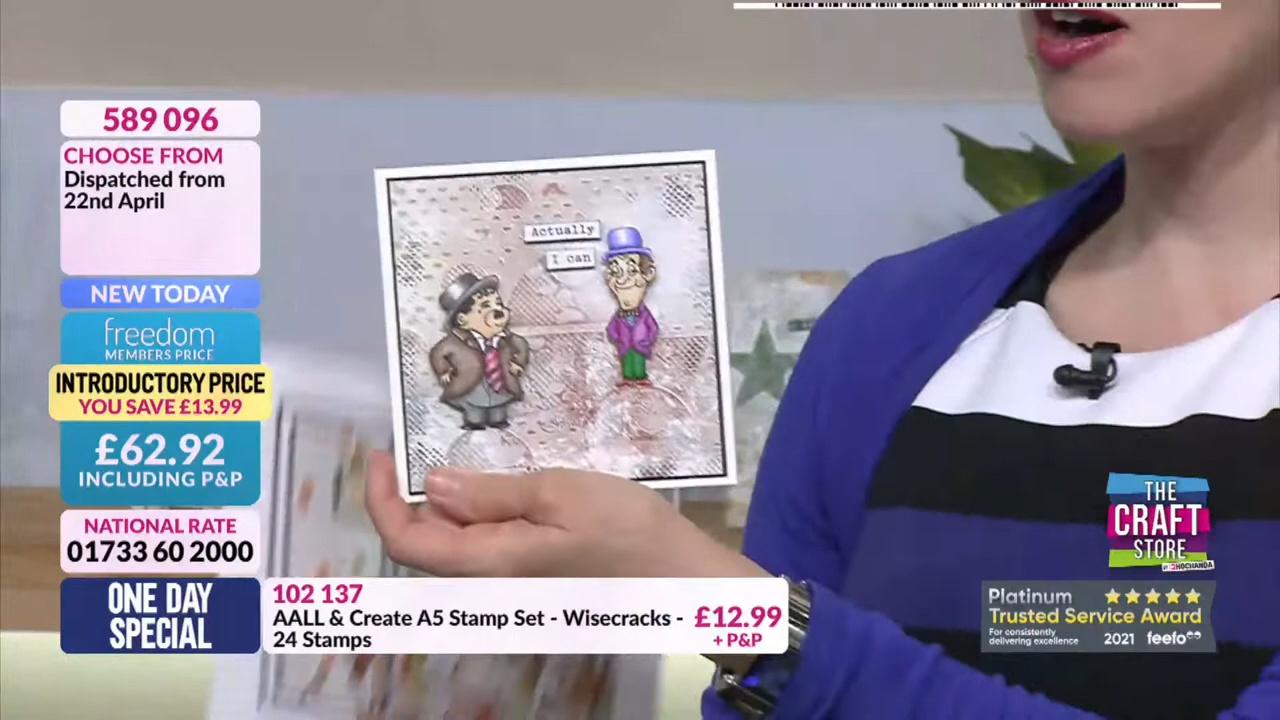 589 096
CHOOSE FROM
Dispatched from
22nd April
NEW TODAY
freedom
MEMBERS PRICE
INTRODUCTORY PRICE
YOU SAVE £13.99
£62.92
INCLUDING P&P
NATIONAL RATE
01733 60 2000
ONE DAY
SPECIAL
102 137
AALL & Create A5 Stamp Set - Wisecracks -
24 Stamps
£12.99
+ P&P
Actually
I can
THE
CRAFT
STORE
HOCHANDA
Platinum
Trusted Service Award
For consistently
delivering excellence
2021 feefo